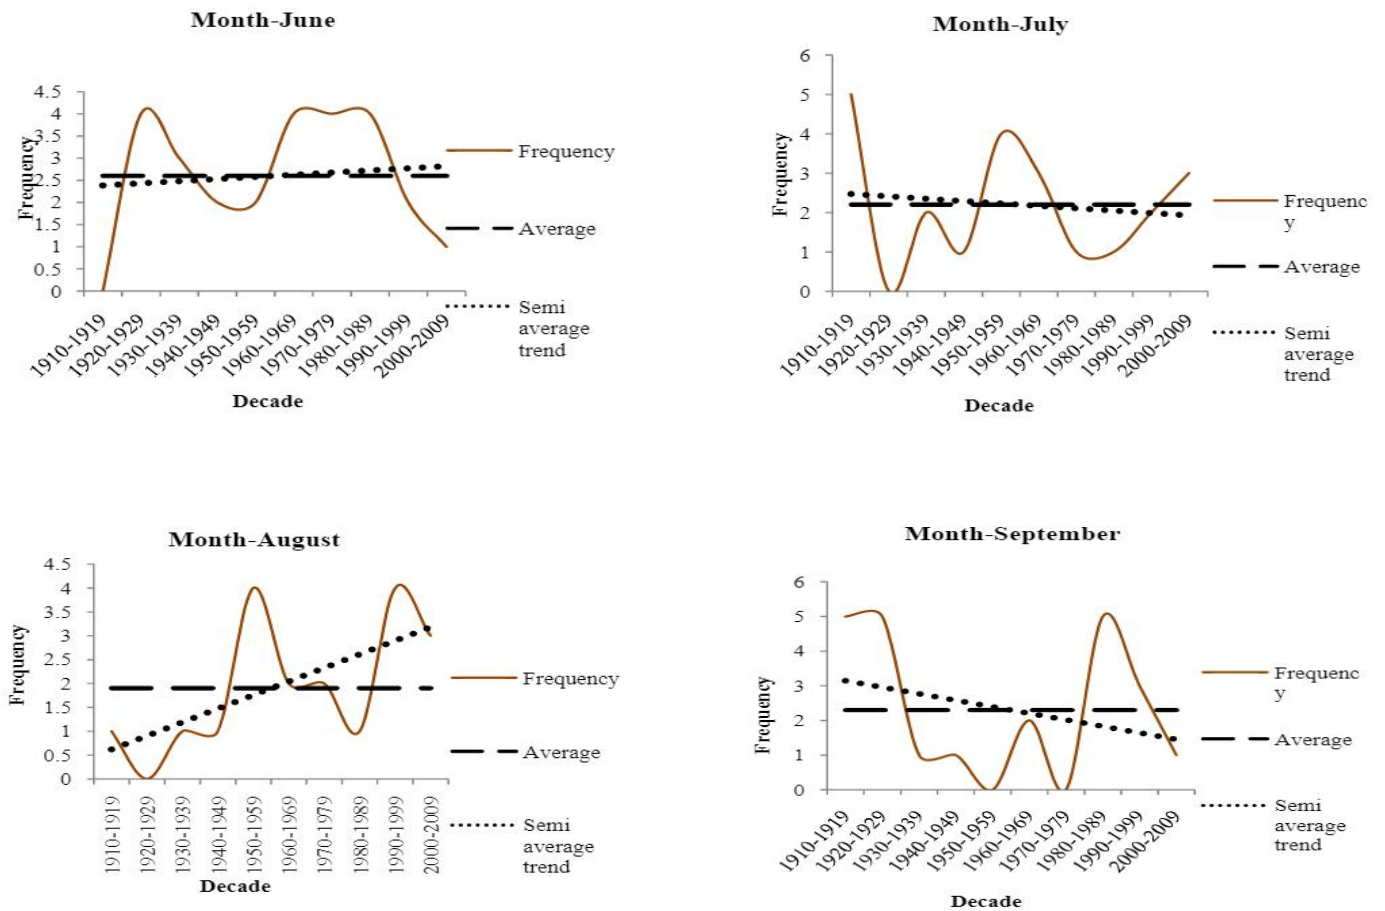 Month-June
Frequency
4.5
4
3.5
3
2.5
2
1.5
1
0.5
0
1910-1919
1920-1929
1930-1939
1940-1949
1950-1959
1960-1969
1970-1979
1980-1989
1990-1999
2000-2009
Decade
Frequency
Average
Semi
average
trend
Month-July
Frequency
6
5
4
3
2
1
0
1910-1919
1920-1929
1930-1939
1940-1949
1950-1959
1960-1969
1970-1979
1980-1989
1990-1999
2000-2009
Decade
Frequenc
y
Average
Semi
average
trend
Month-August
Frequency
4.5
4
3.5
3
2.5
2
1.5
1
0.5
0
1910-1919
1920-1929
1930-1939
1940-1949
1950-1959
1960-1969
1970-1979
1980-1989
1990-1999
2000-2009
Decade
Frequency
Average
Semi
average
trend
Month-September
Frequency
6
5
4
3
2
1
0
1910-1919
1920-1929
1930-1939
1940-1949
1950-1959
1960-1969
1970-1979
1980-1989
1990-1999
2000-2009
Decade
Frequenc
y
Average
Semi
average
trend